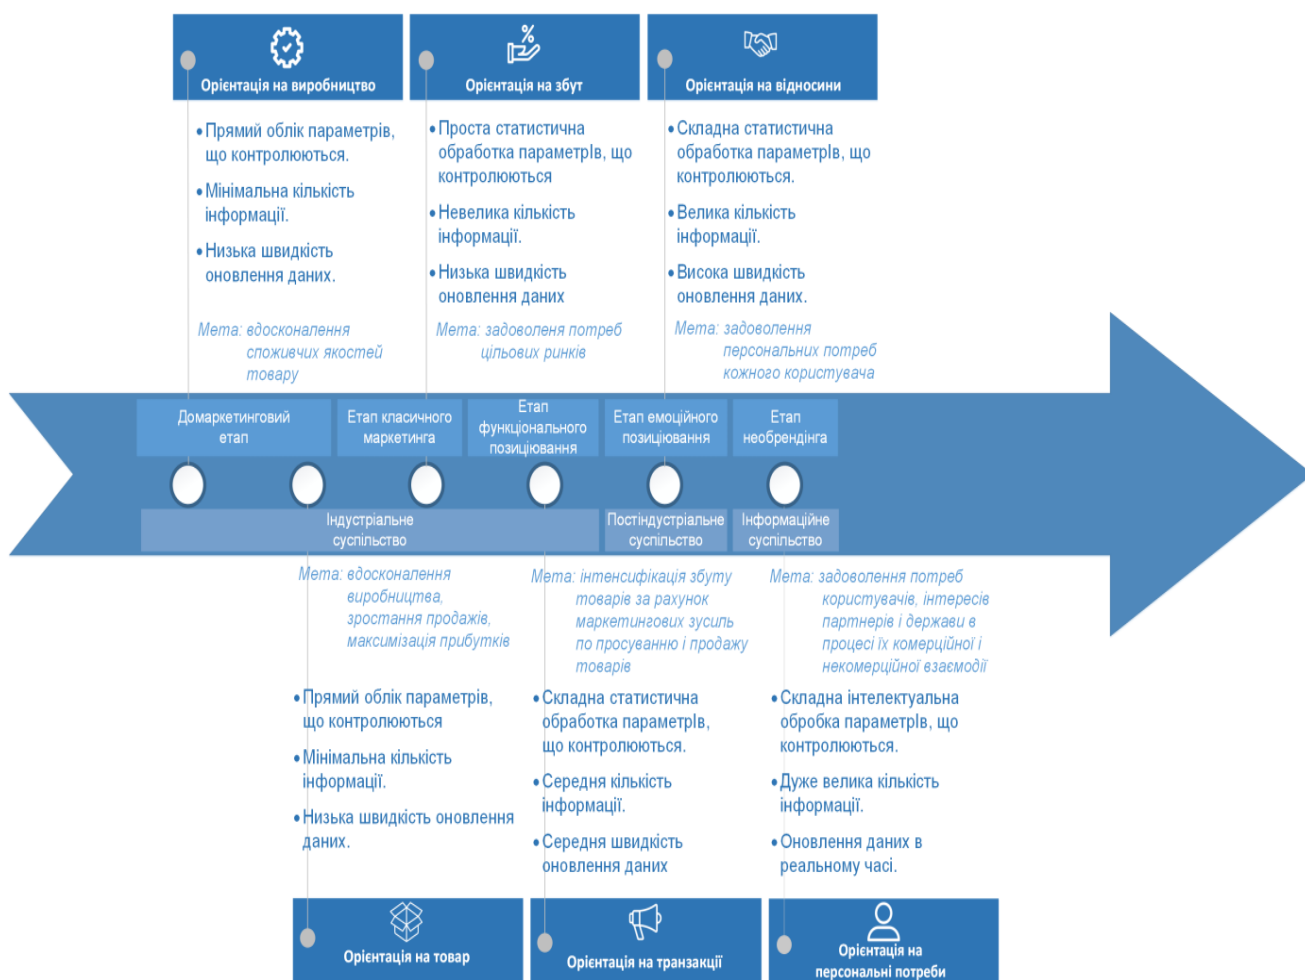 Орієнтація на виробництво
• Прямий облік параметрів,
що контролюються.
• Мінімальна кількість
інформації.
• Низька швидкість
оновлення даних.
Мета: вдосконалення
споживчих якостей
товару
%
Орієнтація на збут
• Проста статистична
обработка параметрІв, що
контролюються
• Невелика кількість
інформації.
• Низька швидкість
оновлення даних
Мета: задоволеня потреб
цільових ринків
Орієнтація на відносини
• Складна статистична
обработка параметрІв, що
контролюються.
• Велика кількість
інформації.
• Висока швидкість
оновлення даних.
Мета: задоволення
персональних потреб
кожного користувача
Домаркетинговий
етап
Етап класичного
маркетинга
Етап
функціонального
позиціювання
Етап емоційного
позиціювання
Етап
необрендінга
Індустріальне
суспільство
Постіндустріальне
суспільство
Інформаційне
суспільство
Мета: вдосконалення
виробництва,
зростання продажів,
максимізація прибутків
• Прямий облік параметрів,
що контролюються
• Мінімальна кількість
інформації.
• Низька швидкість оновлення
даних.
Орієнтація на товар
Мета: інтенсифікація збуту
товарів за рахунок
маркетингових зусиль
по просуванню і продажу
товарів
• Складна статистична
обработка параметрІв,
що контролюються.
• Середня кількість
інформації.
• Середня швидкість
оновлення даних
Орієнтація на транзакції
Мета: задоволення потреб
користувачів, інтересів
партнерів і держави в
процесі їх комерційної і
некомерційної взаємодії
• Складна інтелектуальна
обробка параметрІв, що
контролюються.
• Дуже велика кількість
інформації.
• Оновлення даних в
реальному часі.
Орієнтація на
персональні потреби